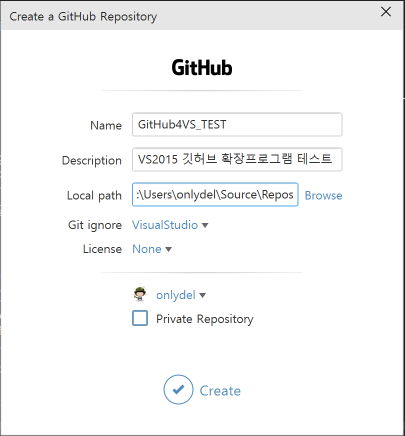 Create a GitHub Repository
GitHub
Name GitHub4VS_TEST
Description VS2015 깃허브 확장프로그램 테스트
Local path :\Users\onlydel\Source\Repos Browse
Git ignore VisualStudio
License None
onlydel
Private Repository
Create